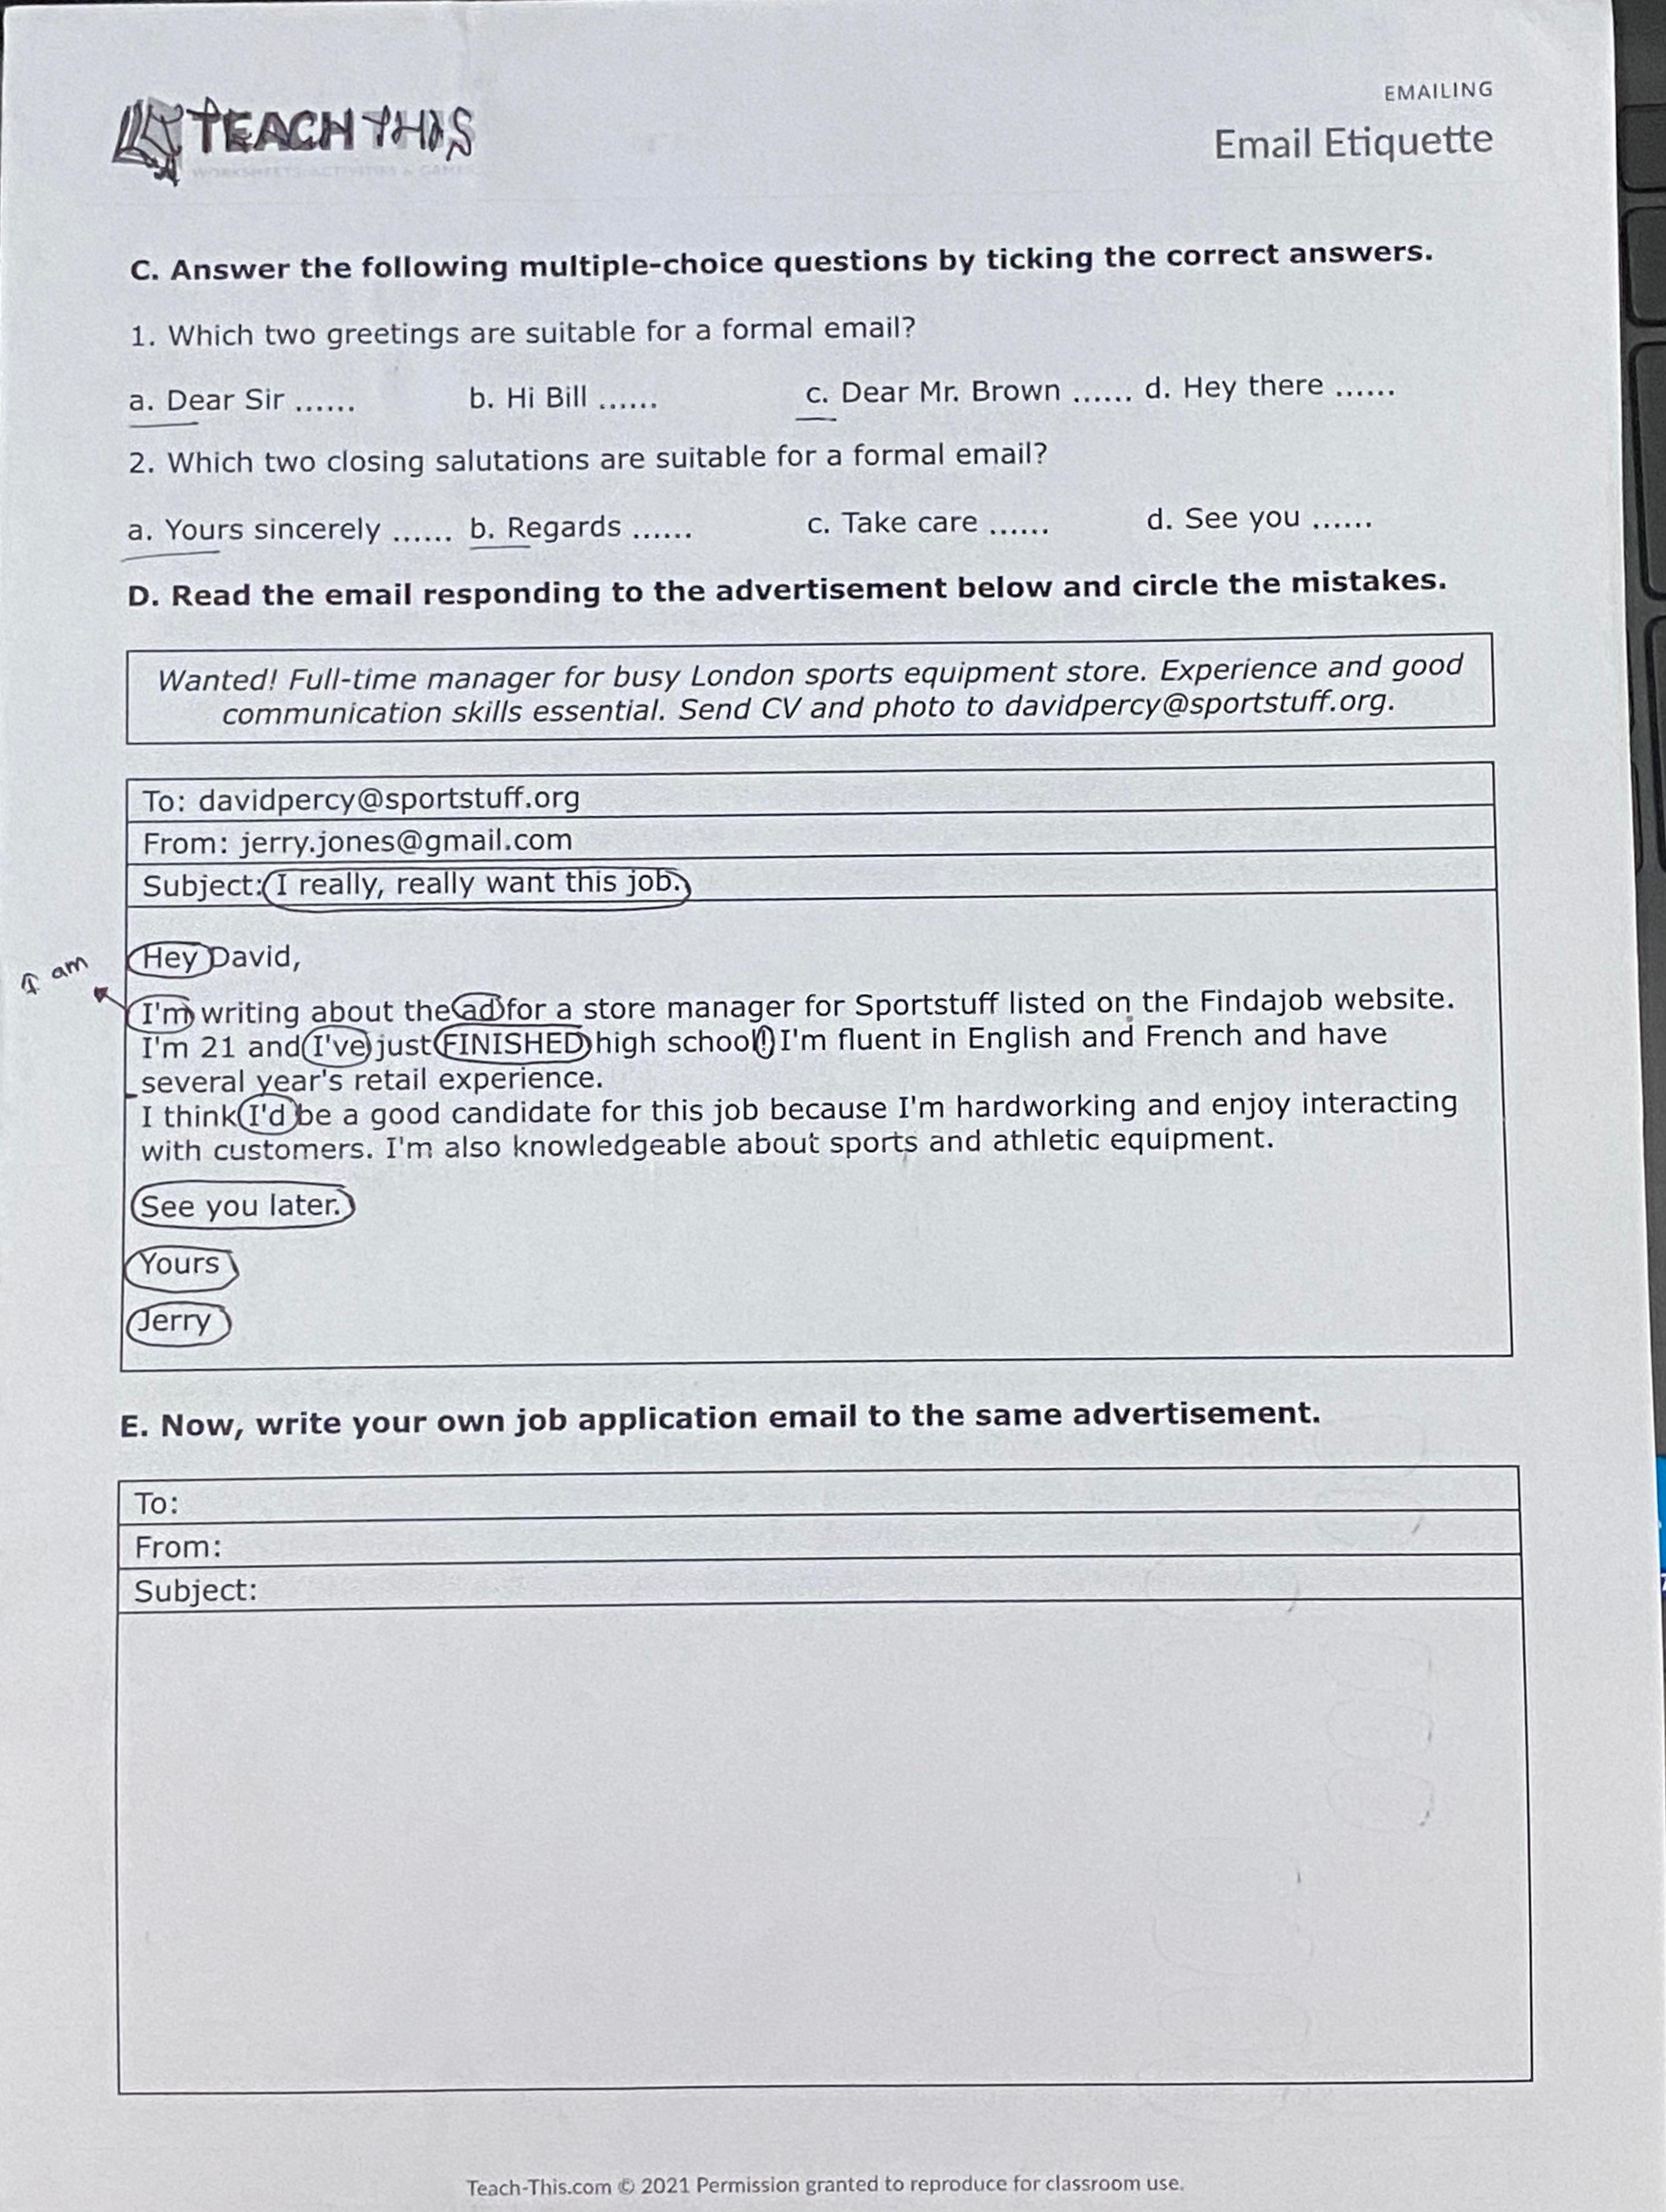 EMAILING
TEACH THIS
WORKSHEETS, ACTIVITIES & GAMES
Email Etiquette
C. Answer the following multiple-choice questions by ticking the correct answers.
1. Which two greetings are suitable for a formal email?
a. Dear Sir ...... b. Hi Bill ...... c. Dear Mr. Brown ...... d. Hey there ......
2. Which two closing salutations are suitable for a formal email?
a. Yours sincerely ...... b. Regards ...... c. Take care ...... d. See you ......
D. Read the email responding to the advertisement below and circle the mistakes.
Wanted! Full-time manager for busy London sports equipment store. Experience and good
communication skills essential. Send CV and photo to davidpercy@sportstuff.org.
To: davidpercy@sportstuff.org
From: jerry.jones@gmail.com
Subject: I really, really want this job.
Hey David,
I am
I'm writing about the ad for a store manager for Sportstuff listed on the Findajob website.
I'm 21 and I've just FINISHED high school! I'm fluent in English and French and have
several year's retail experience.
I think I'd be a good candidate for this job because I'm hardworking and enjoy interacting
with customers. I'm also knowledgeable about sports and athletic equipment.
See you later.
Yours
Jerry
E. Now, write your own job application email to the same advertisement.
To:
From:
Subject:
Teach-This.com © 2021 Permission granted to reproduce for classroom use.